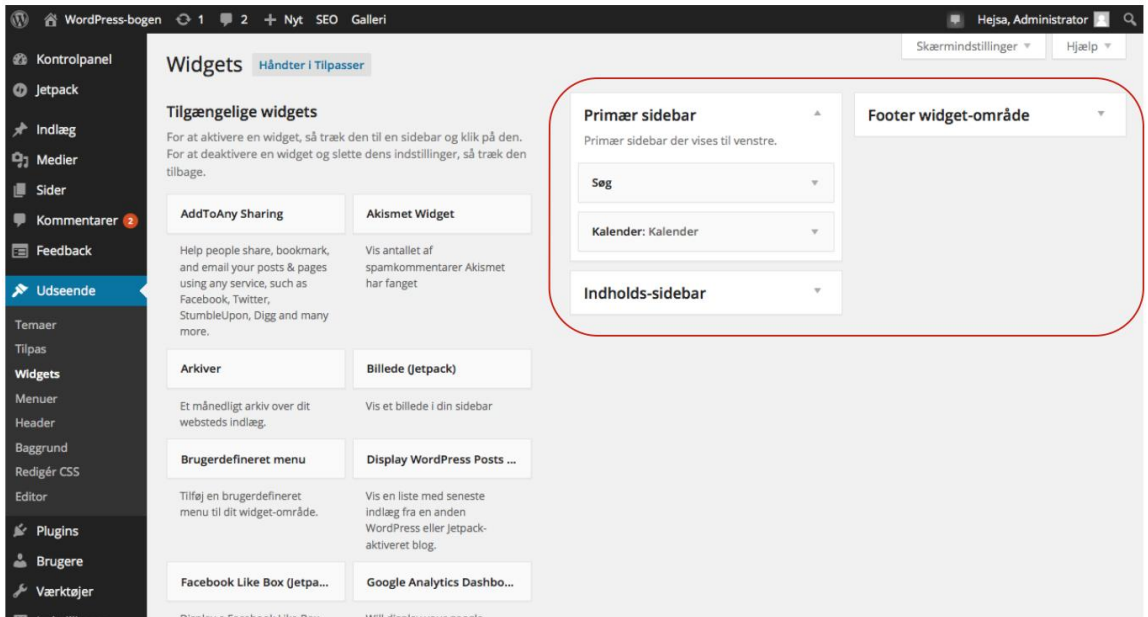 WordPress-bogen 1 2 + Nyt SEO Galleri
Hejsa, Administrator
Skærmindstillinger
Hjælp
Kontrolpanel
Jetpack
Indlæg
Medier
Sider
Kommentarer 2
Feedback
Udseende
Temaer
Tilpas
Widgets
Menuer
Header
Baggrund
Redigér CSS
Editor
Plugins
Brugere
Værktøjer
Widgets Håndter i Tilpasser
Tilgængelige widgets
For at aktivere en widget, så træk den til en sidebar og klik på den.
For at deaktivere en widget og slette dens indstillinger, så træk den
tilbage.
AddToAny Sharing
Help people share, bookmark,
and email your posts & pages
using any service, such as
Facebook, Twitter,
StumbleUpon, Digg and many
more.
Akismet Widget
Vis antallet af
spamkommentarer Akismet
har fanget
Arkiver
Et månedligt arkiv over dit
websteds indlæg.
Billede (Jetpack)
Vis et billede i din sidebar
Brugerdefineret menu
Tilføj en brugerdefineret
menu til dit widget-område.
Display WordPress Posts ...
Vis en liste med seneste
indlæg fra en anden
WordPress eller Jetpack-
aktiveret blog.
Facebook Like Box (Jetpa...
Google Analytics Dashbo...
Primær sidebar
Primær sidebar der vises til venstre.
Søg
Kalender: Kalender
Indholds-sidebar
Footer widget-område